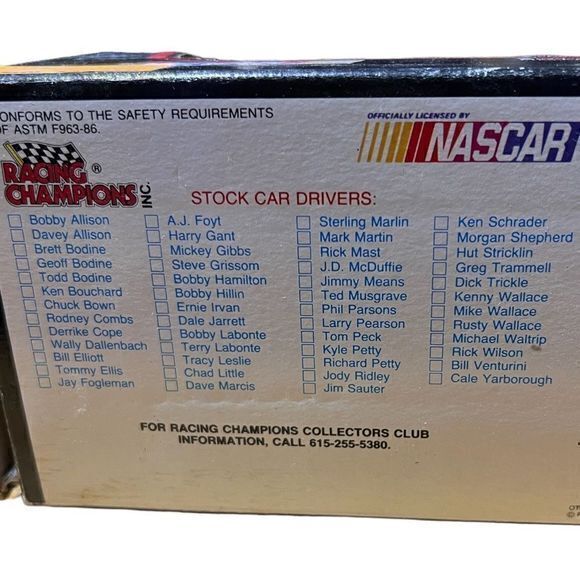 ONFORMS TO THE SAFETY REQUIREMENTS
OF ASTM F963-86.
OFFICIALLY LICENSED BY
NASCAR
RACING ®
CHAMPIONS INC.
STOCK CAR DRIVERS:
Bobby Allison
Davey Allison
Brett Bodine
Geoff Bodine
Todd Bodine
Ken Bouchard
Chuck Bown
Rodney Combs
Derrike Cope
Wally Dallenbach
Bill Elliott
Tommy Ellis
Jay Fogleman
A.J. Foyt
Harry Gant
Mickey Gibbs
Steve Grissom
Bobby Hamilton
Bobby Hillin
Ernie Irvan
Dale Jarrett
Bobby Labonte
Terry Labonte
Tracy Leslie
Chad Little
Dave Marcis
Sterling Marlin
Mark Martin
Rick Mast
J.D. McDuffie
Jimmy Means
Ted Musgrave
Phil Parsons
Larry Pearson
Tom Peck
Kyle Petty
Richard Petty
Jody Ridley
Jim Sauter
Ken Schrader
Morgan Shepherd
Hut Stricklin
Greg Trammell
Dick Trickle
Kenny Wallace
Mike Wallace
Rusty Wallace
Michael Waltrip
Rick Wilson
Bill Venturini
Cale Yarborough
FOR RACING CHAMPIONS COLLECTORS CLUB
INFORMATION, CALL 615-255-5380.